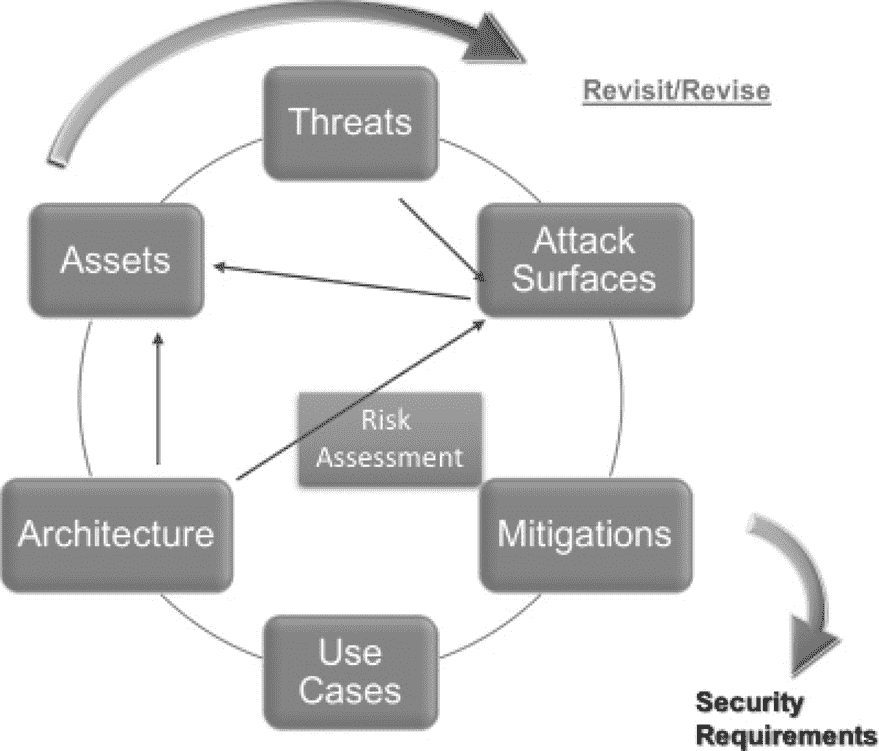 Revisit/Revise
Threats
Assets
Attack
Surfaces
Risk
Assessment
Architecture
Mitigations
Use
Cases
Security
Requirements